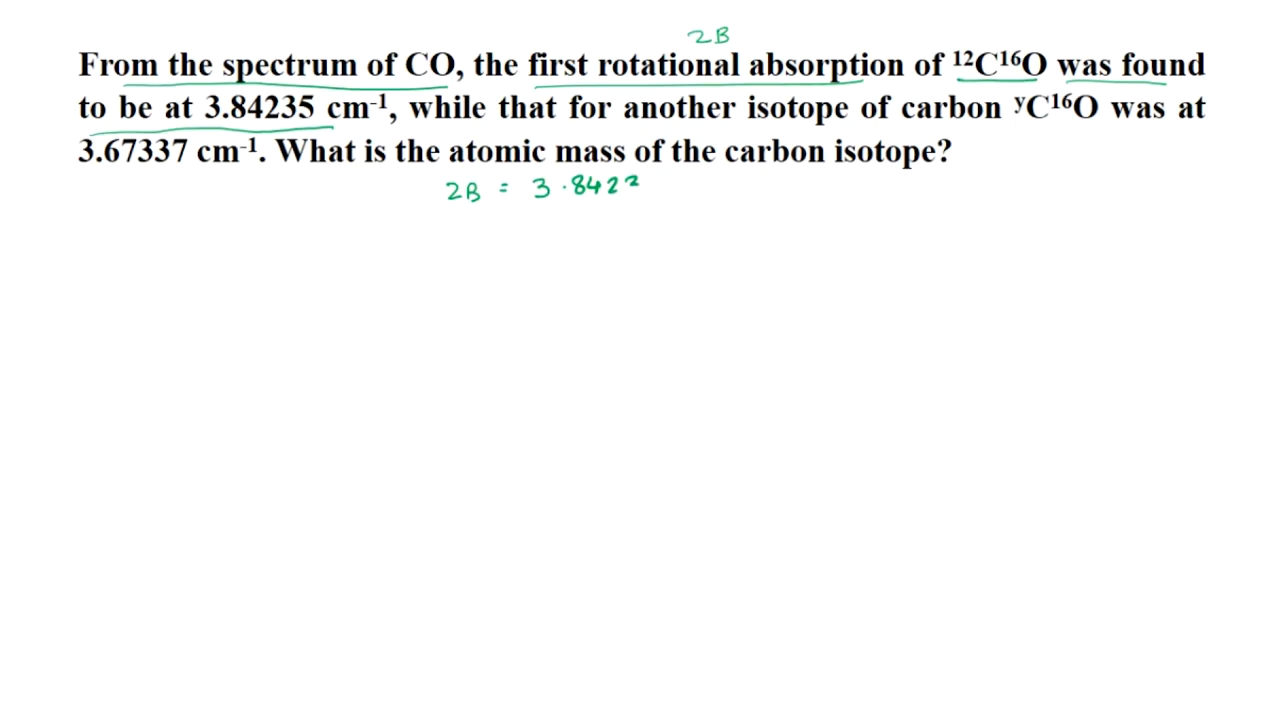 2B
From the spectrum of CO, the first rotational absorption of ¹²C¹⁶O was found
to be at 3.84235 cm⁻¹, while that for another isotope of carbon ʸC¹⁶O was at
3.67337 cm⁻¹. What is the atomic mass of the carbon isotope?
2B = 3.8422